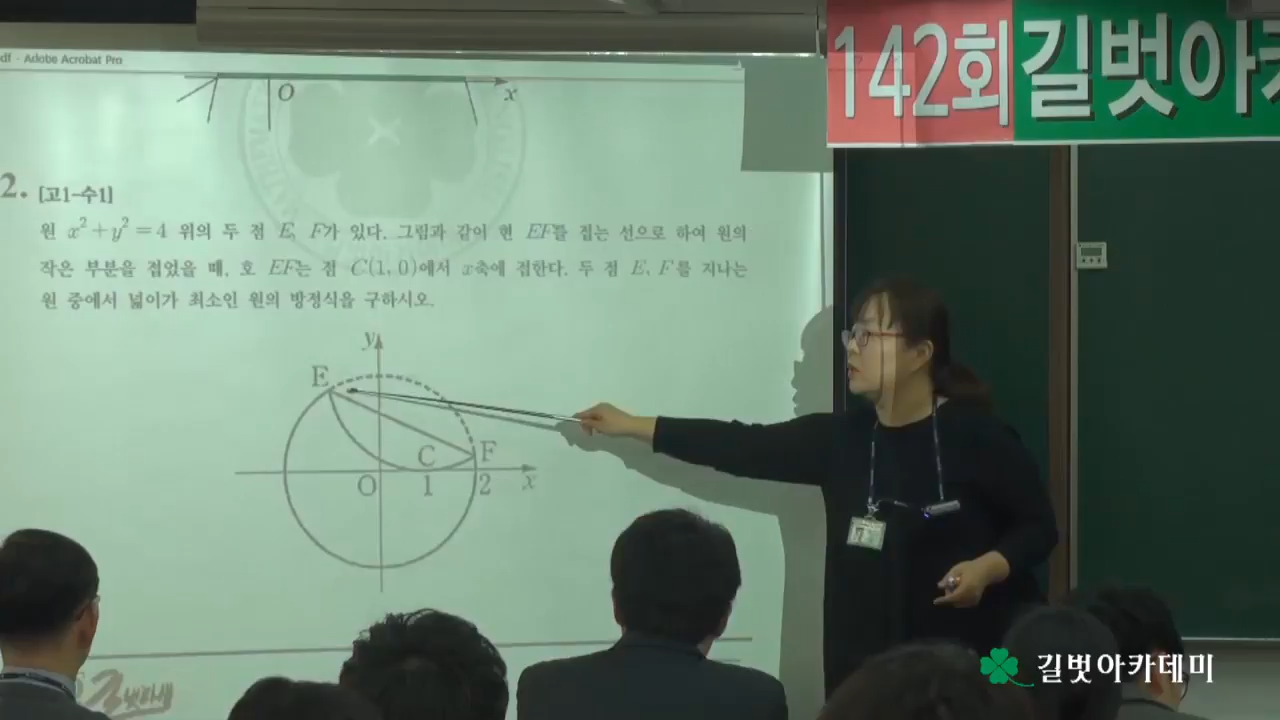 df - Adobe Acrobat Pro
142회길벗아카
O x
2. [고1-수1]
원 x²+y²=4 위의 두 점 E, F가 있다. 그림과 같이 현 EF를 접는 선으로 하여 원의
작은 부분을 접었을 때, 호 EF는 점 C(1, 0)에서 x축에 접한다. 두 점 E, F를 지나는
원 중에서 넓이가 최소인 원의 방정식을 구하시오.
y
E
C F
O 1 2 x
길벗아카데미